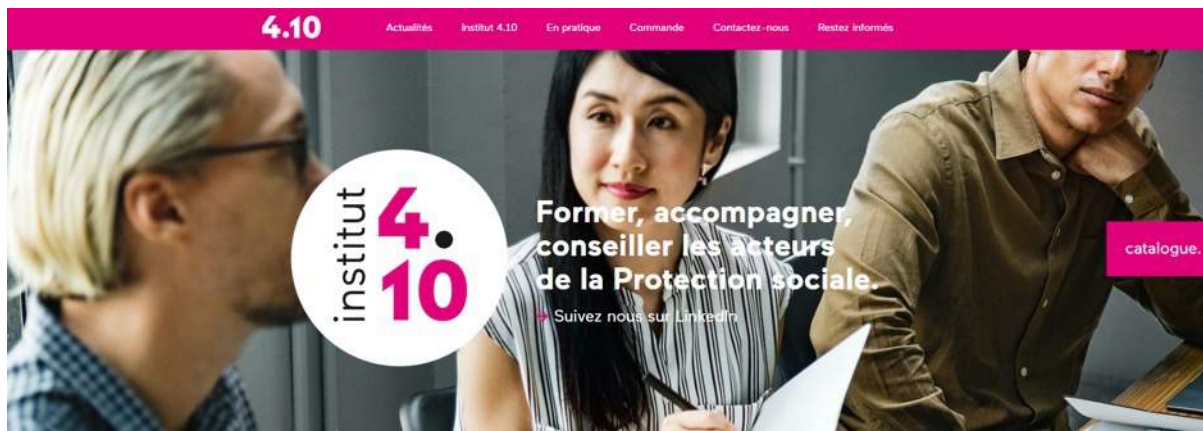 4.10
Actualités
Institut 4.10
En pratique
Commande
Contactez-nous
Restez informés
institut
4.
10
Former, accompagner,
conseiller les acteurs
de la Protection sociale.
→ Suivez nous sur LinkedIn
catalogue.